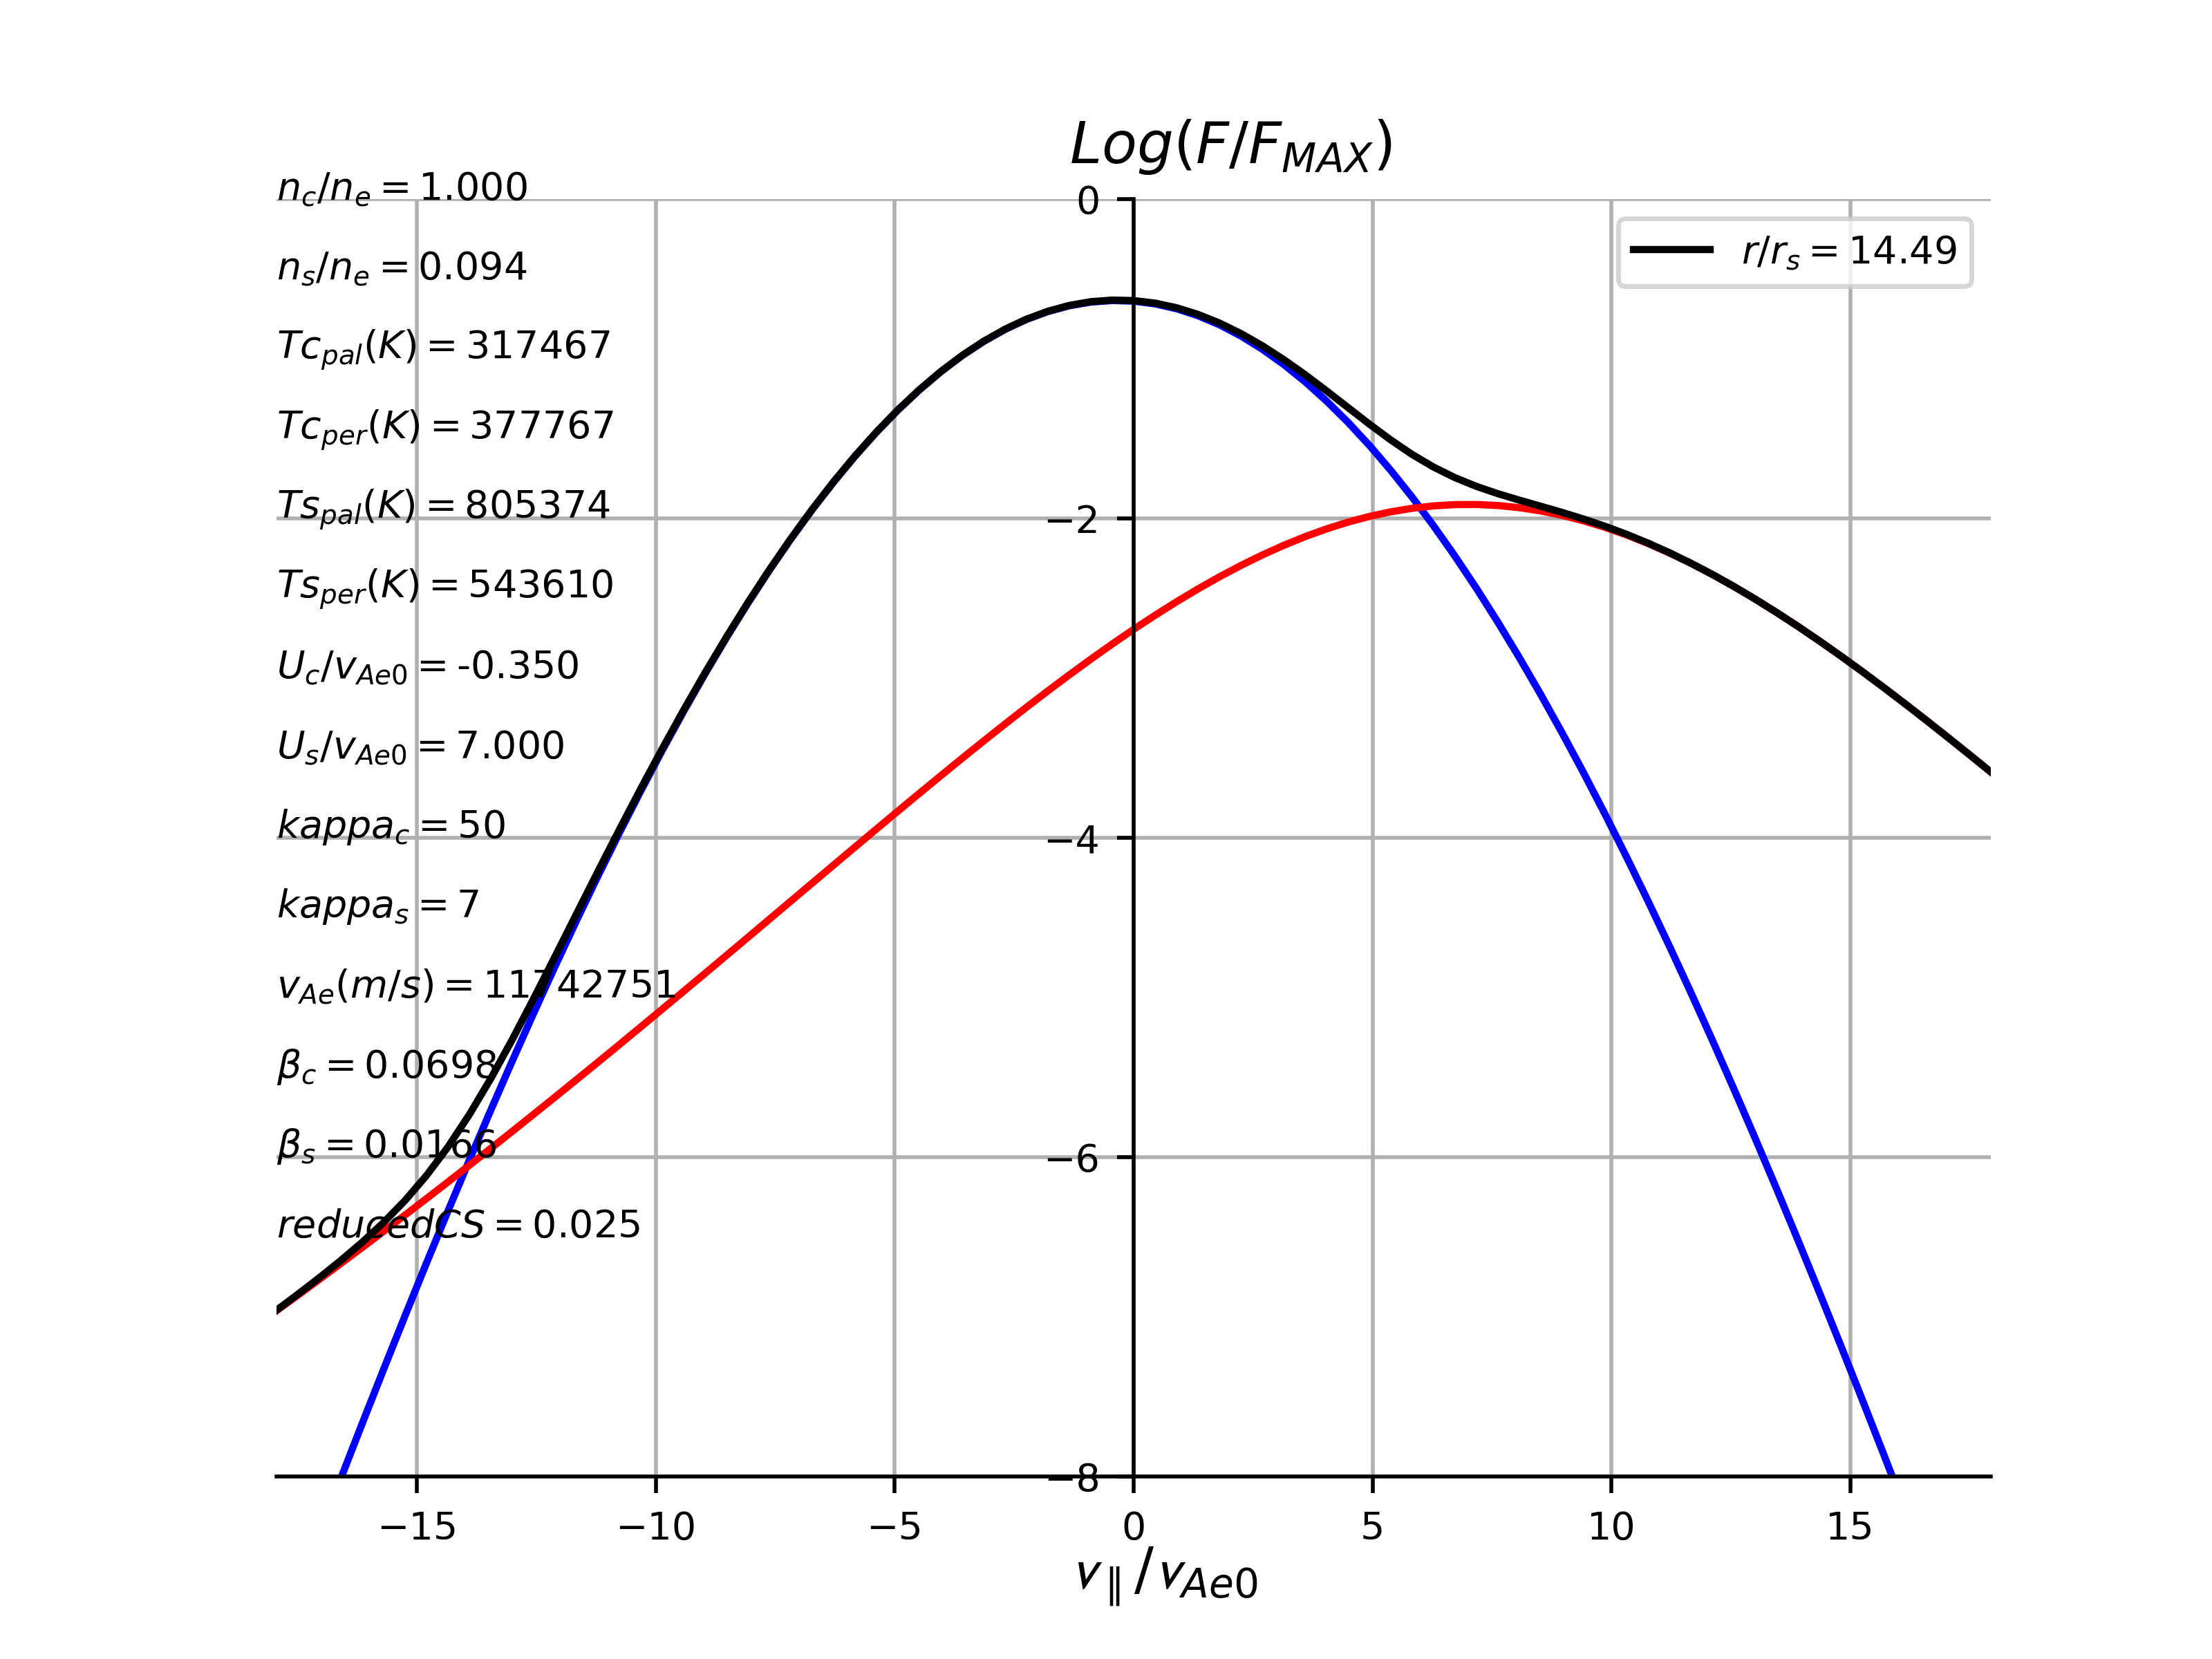 Log(F/F_MAX)
n_c/n_e = 1.000
n_s/n_e = 0.094
Tc_pal(K) = 317467
Tc_per(K) = 377767
Ts_pal(K) = 805374
Ts_per(K) = 543610
U_c/v_Ae0 = -0.350
U_s/v_Ae0 = 7.000
kappa_c = 50
kappa_s = 7
v_Ae(m/s) = 11742751
β_c = 0.0698
β_s = 0.0166
reducedCS = 0.025
r/r_s = 14.49
0
−2
−4
−6
−8
−15 −10 −5 0 5 10 15
v_∥/v_Ae0